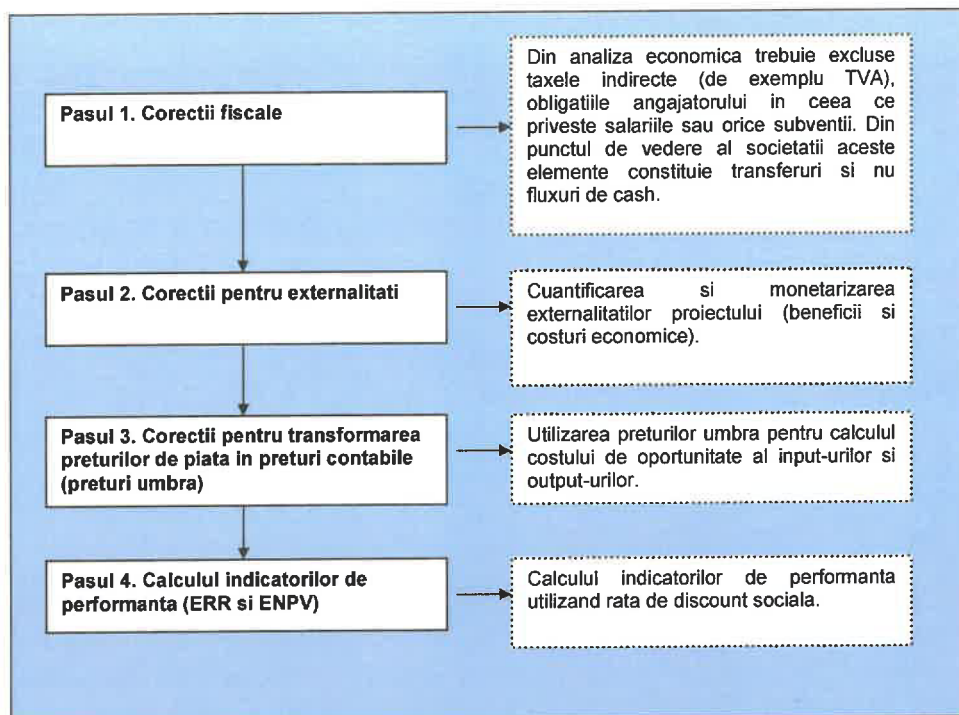 Pasul 1. Corectii fiscale
Din analiza economica trebuie excluse
taxele indirecte (de exemplu TVA),
obligatiile angajatorului in ceea ce
priveste salariile sau orice subventii. Din
punctul de vedere al societatii aceste
elemente constituie transferuri si nu
fluxuri de cash.
Pasul 2. Corectii pentru externalitati
Cuantificarea si monetarizarea
externalitatilor proiectului (beneficii si
costuri economice).
Pasul 3. Corectii pentru transformarea
preturilor de piata in preturi contabile
(preturi umbra)
Utilizarea preturilor umbra pentru calculul
costului de oportunitate al input-urilor si
output-urilor.
Pasul 4. Calculul indicatorilor de
performanta (ERR si ENPV)
Calculul indicatorilor de performanta
utilizand rata de discount sociala.